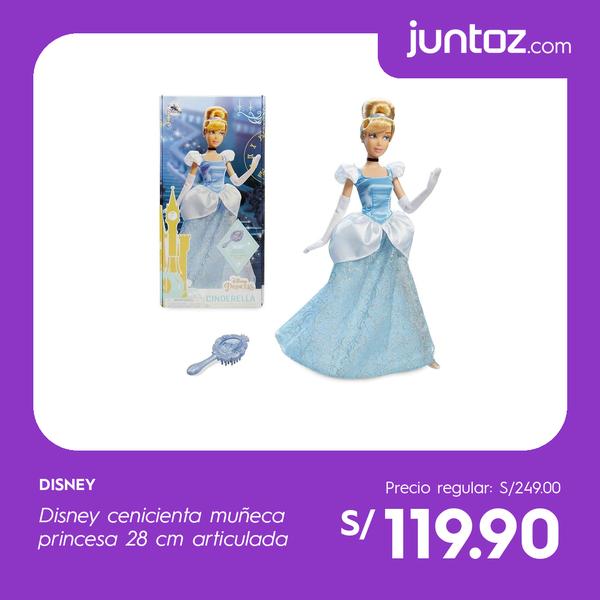 juntoz.com
Disney
Princess
CINDERELLA
DISNEY
Disney cenicienta muñeca
princesa 28 cm articulada
Precio regular: S/249.00
S/119.90